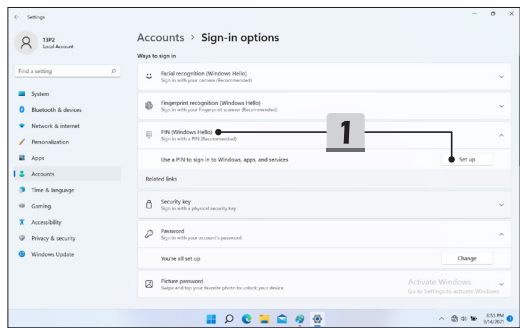 Settings
13P2
Local Account
Find a setting
System
Bluetooth & devices
Network & internet
Personalization
Apps
Accounts
Time & language
Gaming
Accessibility
Privacy & security
Windows Update
Accounts > Sign-in options
Ways to sign in
Facial recognition (Windows Hello)
Sign in with your camera (Recommended)
Fingerprint recognition (Windows Hello)
Sign in with your fingerprint scanner (Recommended)
PIN (Windows Hello)
Sign in with a PIN (Recommended)
1
Use a PIN to sign in to Windows, apps, and services
Set up
Related links
Security key
Sign in with a physical security key
Password
Sign in with your account's password
You're all set up
Change
Picture password
Swipe and tap your favorite photo to unlock your device
Activate Windows
Go to Settings to activate Windows.
6:55 PM